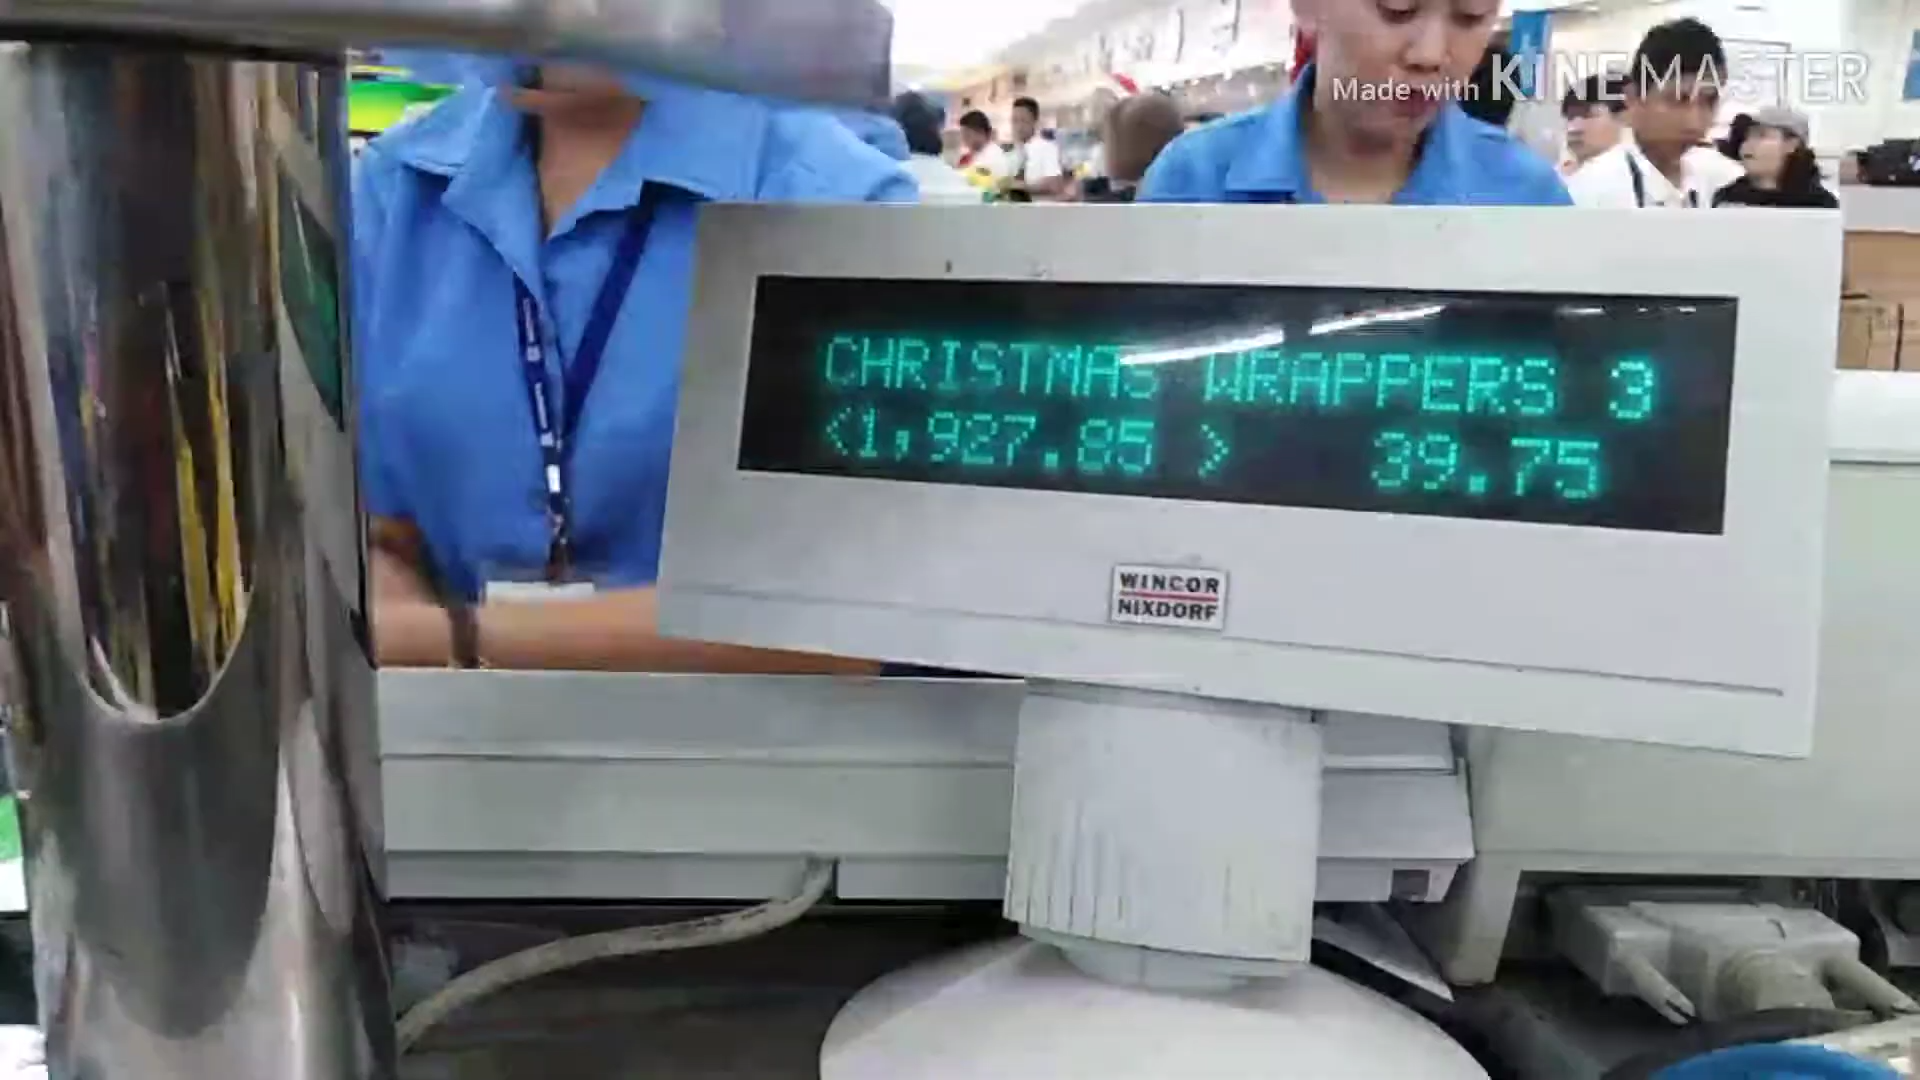 Made with KINEMASTER
CHRISTMAS WRAPPERS 3
<1,927.85 > 39.75
WINCOR
NIXDORF